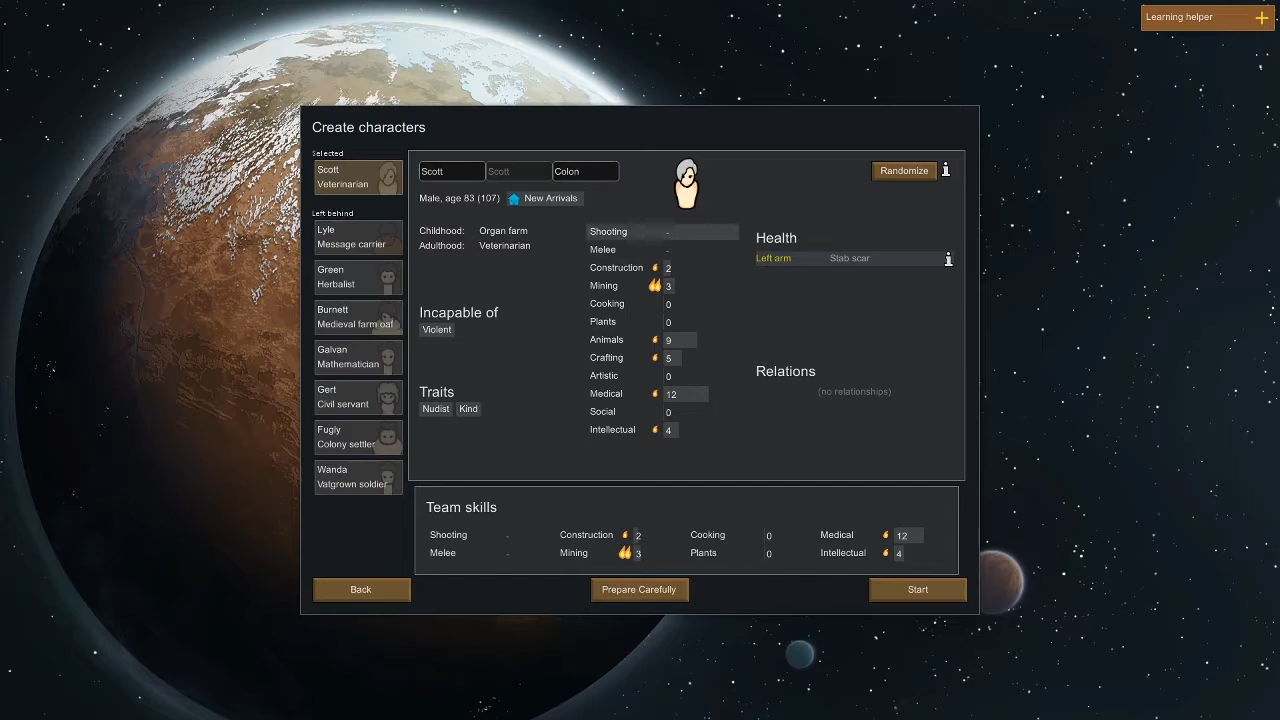 Learning helper
Create characters
Selected
Scott
Veterinarian
Left behind
Lyle
Message carrier
Green
Herbalist
Burnett
Medieval farm oaf
Galvan
Mathematician
Gert
Civil servant
Fugly
Colony settler
Wanda
Vatgrown soldier
Scott Scott Colon
Randomize
Male, age 83 (107) New Arrivals
Childhood: Organ farm
Adulthood: Veterinarian
Incapable of
Violent
Traits
Nudist Kind
Shooting -
Melee -
Construction 2
Mining 3
Cooking 0
Plants 0
Animals 9
Crafting 5
Artistic 0
Medical 12
Social 0
Intellectual 4
Health
Left arm Stab scar
Relations
(no relationships)
Team skills
Shooting - Construction 2 Cooking 0 Medical 12
Melee - Mining 3 Plants 0 Intellectual 4
Back Prepare Carefully Start